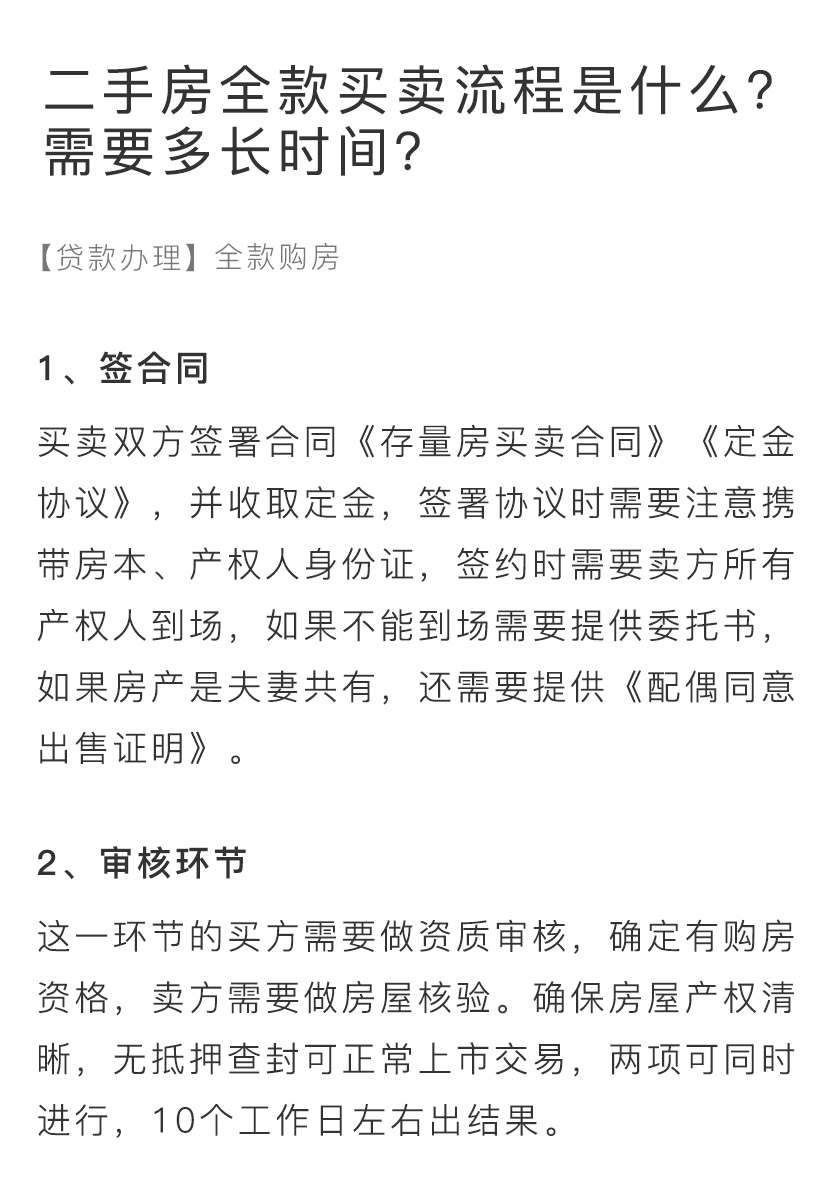 二手房全款买卖流程是什么?
需要多长时间?
【贷款办理】全款购房
1、签合同
买卖双方签署合同《存量房买卖合同》《定金
协议》，并收取定金，签署协议时需要注意携
带房本、产权人身份证，签约时需要卖方所有
产权人到场，如果不能到场需要提供委托书，
如果房产是夫妻共有，还需要提供《配偶同意
出售证明》。
2、审核环节
这一环节的买方需要做资质审核，确定有购房
资格，卖方需要做房屋核验。确保房屋产权清
晰，无抵押查封可正常上市交易，两项可同时
进行，10个工作日左右出结果。